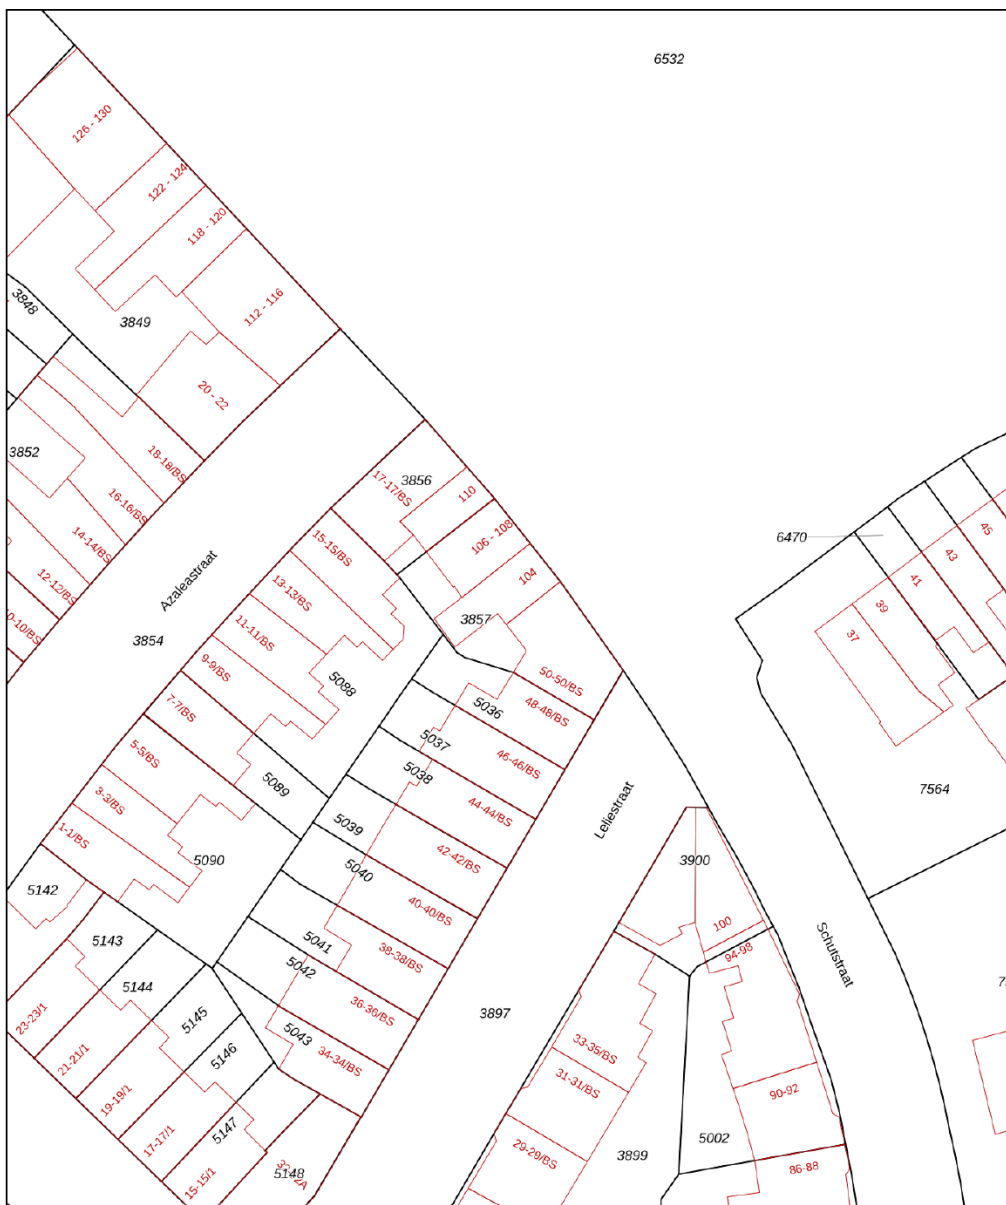 6532
126 - 130
122 - 124
118 - 120
112 - 116
3848
3849
20 - 22
3852
18-18/BS
16-16/BS
14-14/BS
12-12/BS
Azaleastraat
3854
17-17/BS
3856
110
106 - 108
104
3857
15-15/BS
13-13/BS
11-11/BS
9-9/BS
7-7/BS
5-5/BS
3-3/BS
1-1/BS
5088
5089
5090
50-50/BS
48-48/BS
46-46/BS
44-44/BS
42-42/BS
40-40/BS
38-38/BS
36-36/BS
34-34/BS
5036
5037
5038
5039
5040
5041
5042
5043
6470
45
43
41
39
37
7564
Leliestraat
3900
100
94-98
Schutstraat
5142
5143
5144
5145
5146
5147
5148
23-23/1
21-21/1
19-19/1
17-17/1
15-15/1
3897
33-35/BS
31-31/BS
29-29/BS
90-92
5002
3899
86-88